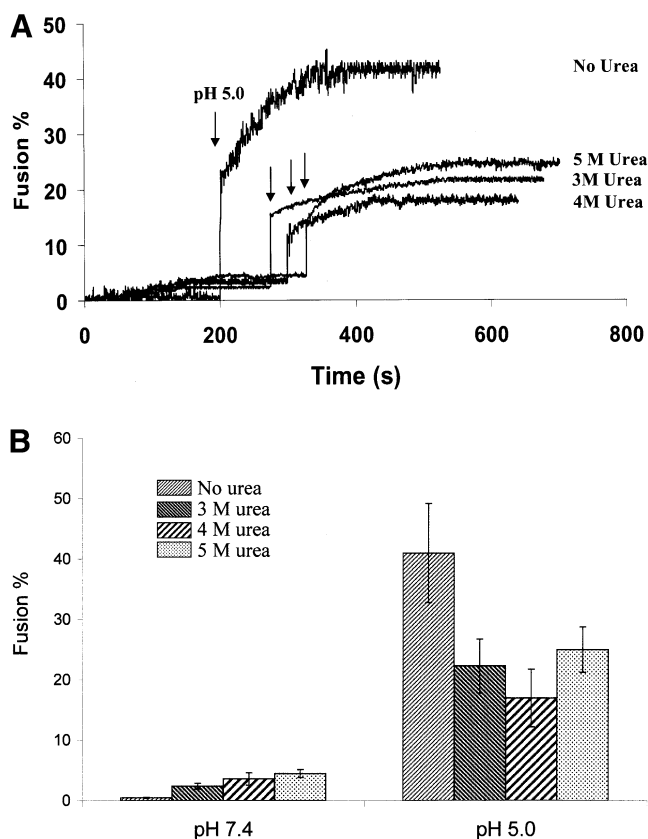 A
50
40
30
20
10
0
Fusion %
pH 5.0
No Urea
5 M Urea
3M Urea
4M Urea
0 200 400 600 800
Time (s)
B
60
50
40
30
20
10
0
Fusion %
No urea
3 M urea
4 M urea
5 M urea
pH 7.4 pH 5.0